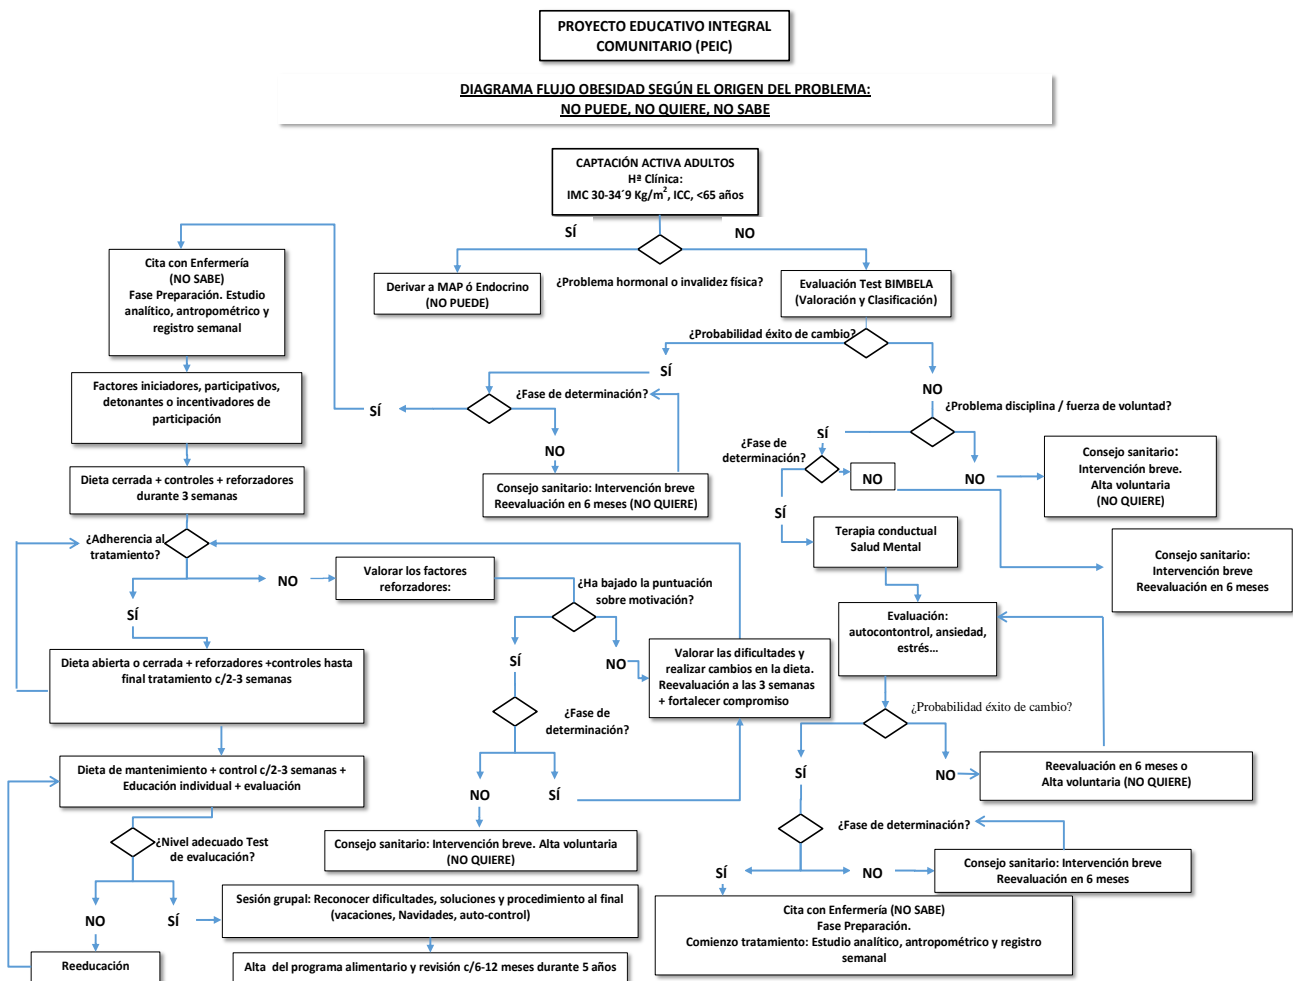 PROYECTO EDUCATIVO INTEGRAL
COMUNITARIO (PEIC)
DIAGRAMA FLUJO OBESIDAD SEGÚN EL ORIGEN DEL PROBLEMA:
NO PUEDE, NO QUIERE, NO SABE
CAPTACIÓN ACTIVA ADULTOS
Hª Clínica:
IMC 30-34´9 Kg/m², ICC, <65 años
SÍ
NO
¿Problema hormonal o invalidez física?
Cita con Enfermería
(NO SABE)
Fase Preparación. Estudio
analítico, antropométrico y
registro semanal
Derivar a MAP ó Endocrino
(NO PUEDE)
Evaluación Test BIMBELA
(Valoración y Clasificación)
¿Probabilidad éxito de cambio?
SÍ
NO
Factores iniciadores, participativos,
detonantes o incentivadores de
participación
¿Fase de determinación?
SÍ
NO
¿Problema disciplina / fuerza de voluntad?
SÍ
NO
¿Fase de
determinación?
NO
SÍ
Consejo sanitario:
Intervención breve.
Alta voluntaria
(NO QUIERE)
Dieta cerrada + controles + reforzadores
durante 3 semanas
Consejo sanitario: Intervención breve
Reevaluación en 6 meses (NO QUIERE)
Terapia conductual
Salud Mental
Consejo sanitario:
Intervención breve
Reevaluación en 6 meses
¿Adherencia al
tratamiento?
NO
SÍ
Valorar los factores
reforzadores:
¿Ha bajado la puntuación
sobre motivación?
SÍ
NO
Evaluación:
autocontontrol, ansiedad,
estrés...
Dieta abierta o cerrada + reforzadores +controles hasta
final tratamiento c/2-3 semanas
Valorar las dificultades y
realizar cambios en la dieta.
Reevaluación a las 3 semanas
+ fortalecer compromiso
¿Fase de
determinación?
NO
SÍ
¿Probabilidad éxito de cambio?
SÍ
NO
Reevaluación en 6 meses o
Alta voluntaria (NO QUIERE)
Dieta de mantenimiento + control c/2-3 semanas +
Educación individual + evaluación
¿Nivel adecuado Test
de evalucación?
NO
SÍ
Consejo sanitario: Intervención breve. Alta voluntaria
(NO QUIERE)
¿Fase de determinación?
SÍ
NO
Consejo sanitario: Intervención breve
Reevaluación en 6 meses
Sesión grupal: Reconocer dificultades, soluciones y procedimiento al final
(vacaciones, Navidades, auto-control)
Cita con Enfermería (NO SABE)
Fase Preparación.
Comienzo tratamiento: Estudio analítico, antropométrico y registro
semanal
Reeducación
Alta del programa alimentario y revisión c/6-12 meses durante 5 años